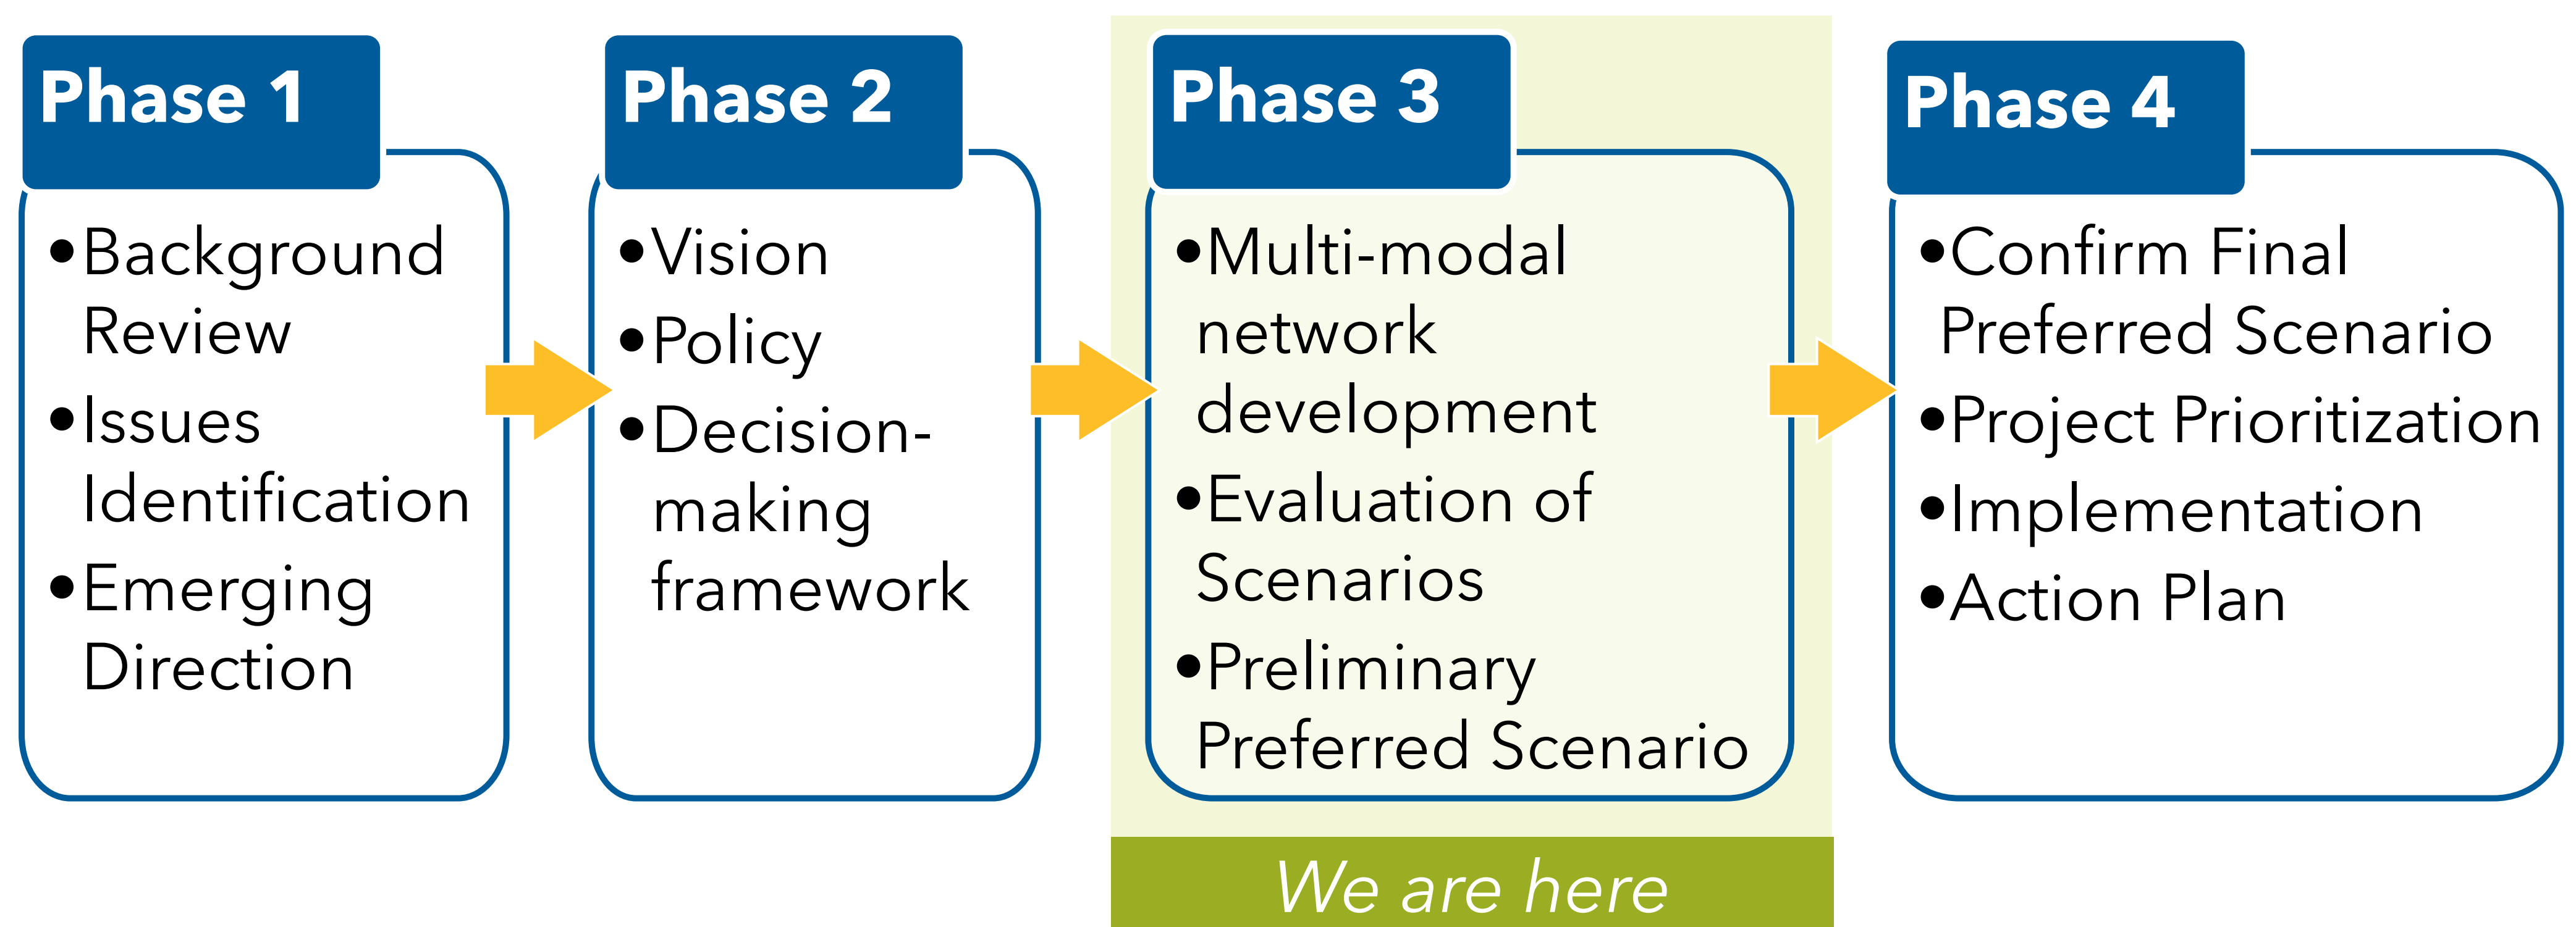 Phase 1
•Background
Review
•Issues
Identification
•Emerging
Direction
Phase 2
•Vision
•Policy
•Decision-
making
framework
Phase 3
•Multi-modal
network
development
•Evaluation of
Scenarios
•Preliminary
Preferred Scenario
We are here
Phase 4
•Confirm Final
Preferred Scenario
•Project Prioritization
•Implementation
•Action Plan